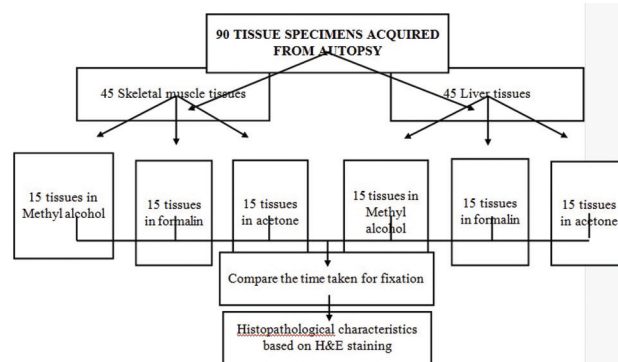 90 TISSUE SPECIMENS ACQUIRED
FROM AUTOPSY
45 Skeletal muscle tissues
45 Liver tissues
15 tissues in
Methyl alcohol
15 tissues
in formalin
15 tissues
in acetone
15 tissues in
Methyl
alcohol
15 tissues
in formalin
15 tissues
in acetone
Compare the time taken for fixation
Histopathological characteristics
based on H&E staining